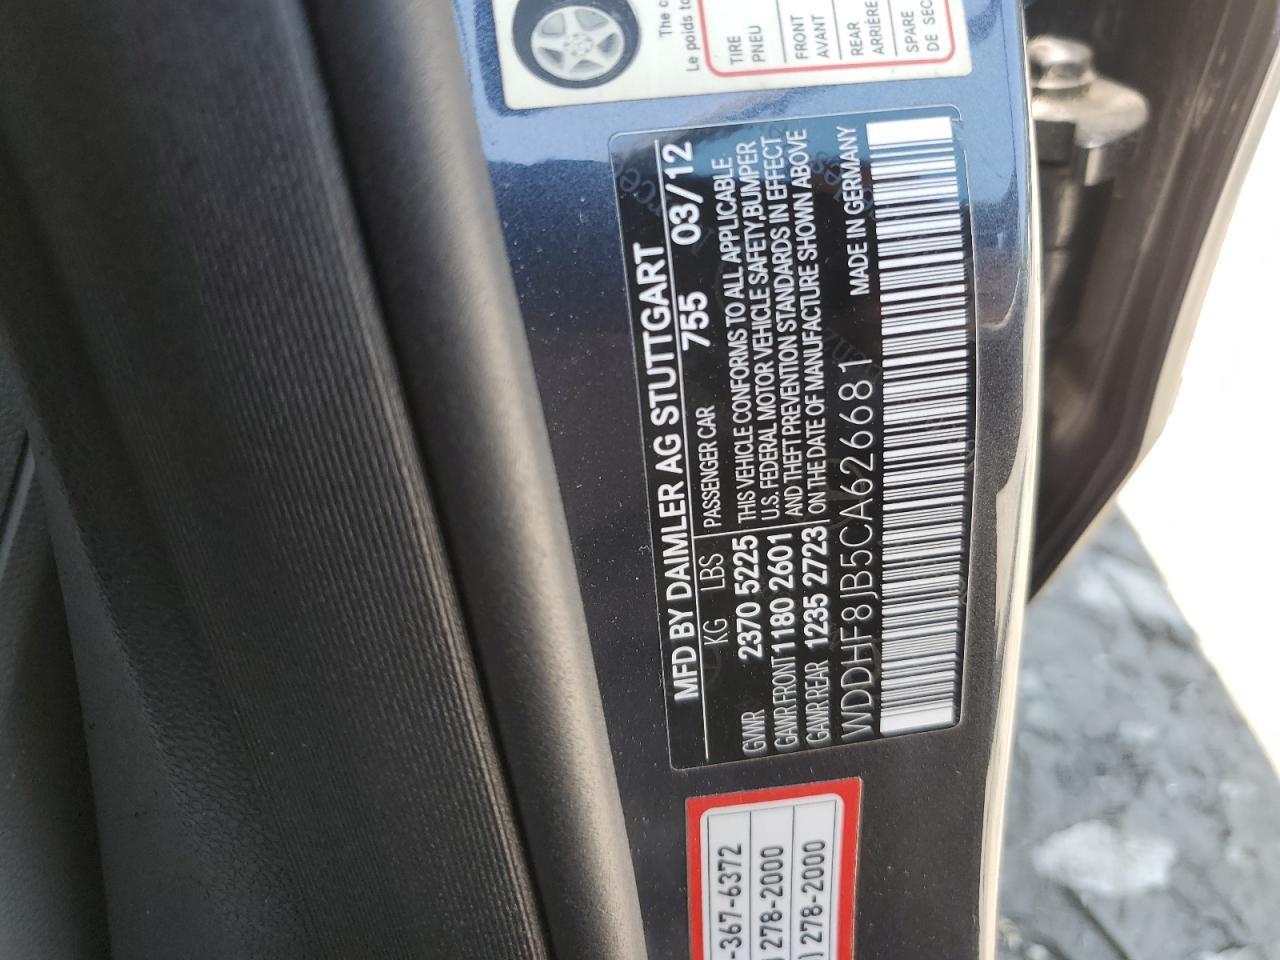 The c
Le poids to
TIRE
PNEU
FRONT
AVANT
REAR
ARRIÈRE
SPARE
DE SEC
MFD BY DAIMLER AG STUTTGART
KG LBS PASSENGER CAR 755 03/12
GVWR 2370 5225
GAWR FRONT 1180 2601
GAWR REAR 1235 2723
THIS VEHICLE CONFORMS TO ALL APPLICABLE
U.S. FEDERAL MOTOR VEHICLE SAFETY, BUMPER
AND THEFT PREVENTION STANDARDS IN EFFECT
ON THE DATE OF MANUFACTURE SHOWN ABOVE
WDDHF8JB5CA626681 MADE IN GERMANY
-367-6372
) 278-2000
) 278-2000